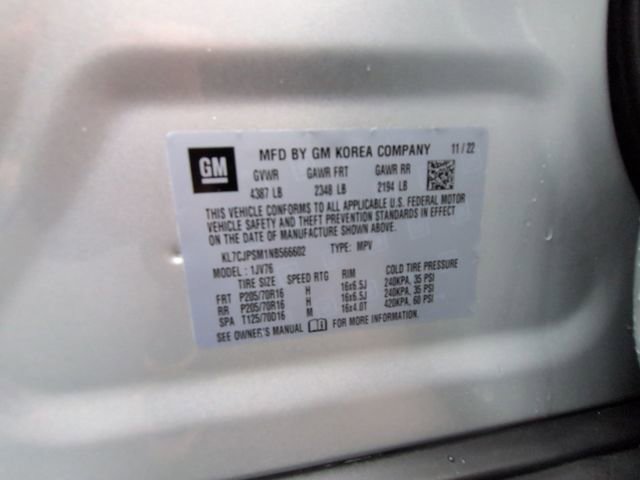 GM
MFD BY GM KOREA COMPANY 11 / 22
GVWR GAWR FRT GAWR RR
4387 LB 2348 LB 2194 LB
THIS VEHICLE CONFORMS TO ALL APPLICABLE U.S. FEDERAL MOTOR
VEHICLE SAFETY AND THEFT PREVENTION STANDARDS IN EFFECT
ON THE DATE OF MANUFACTURE SHOWN ABOVE.
KL7CJPSM1NB566602 TYPE: MPV
MODEL : 1JV76
TIRE SIZE SPEED RTG RIM COLD TIRE PRESSURE
FRT P205/70R16 H 16x6.5J 240KPA, 35 PSI
RR P205/70R16 H 16x6.5J 240KPA, 35 PSI
SPA T125/70D16 M 16x4.0T 420KPA, 60 PSI
SEE OWNER'S MANUAL FOR MORE INFORMATION.